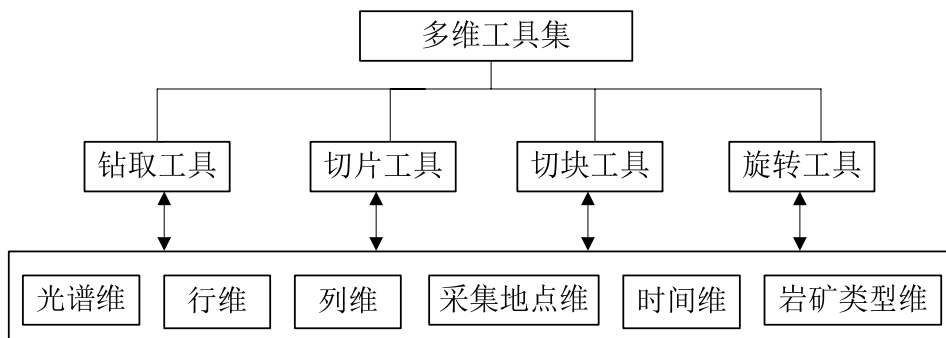 多维工具集
钻取工具
切片工具
切块工具
旋转工具
光谱维
行维
列维
采集地点维
时间维
岩矿类型维